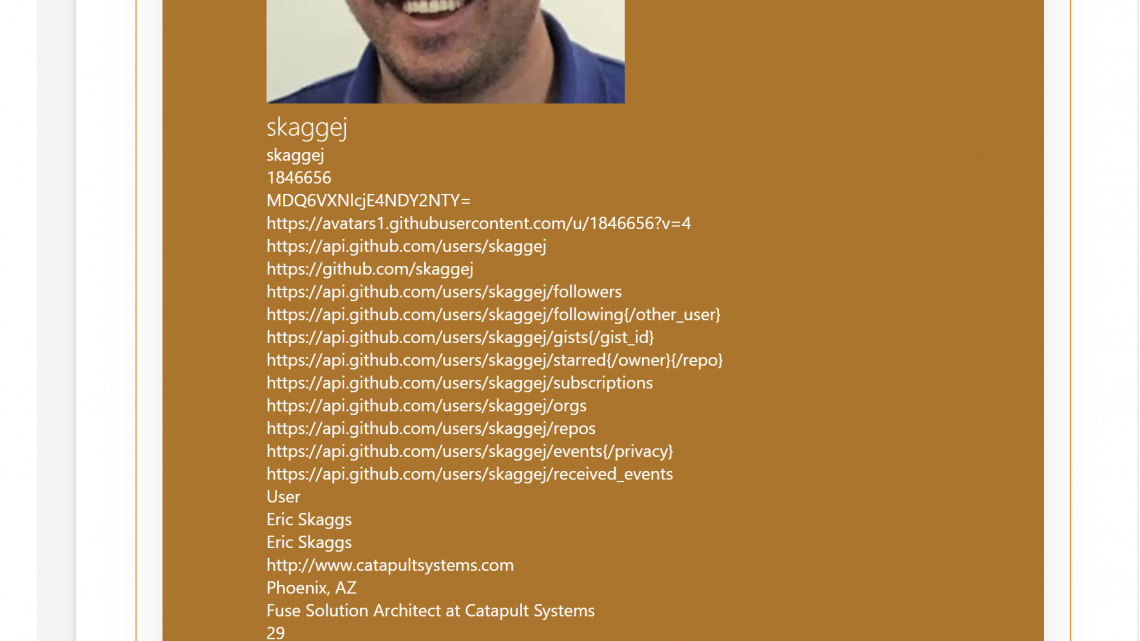 skaggej
skaggej
1846656
MDQ6VXNlcjE4NDY2NTY=
https://avatars1.githubusercontent.com/u/1846656?v=4
https://api.github.com/users/skaggej
https://github.com/skaggej
https://api.github.com/users/skaggej/followers
https://api.github.com/users/skaggej/following{/other_user}
https://api.github.com/users/skaggej/gists{/gist_id}
https://api.github.com/users/skaggej/starred{/owner}{/repo}
https://api.github.com/users/skaggej/subscriptions
https://api.github.com/users/skaggej/orgs
https://api.github.com/users/skaggej/repos
https://api.github.com/users/skaggej/events{/privacy}
https://api.github.com/users/skaggej/received_events
User
Eric Skaggs
Eric Skaggs
http://www.catapultsystems.com
Phoenix, AZ
Fuse Solution Architect at Catapult Systems
29